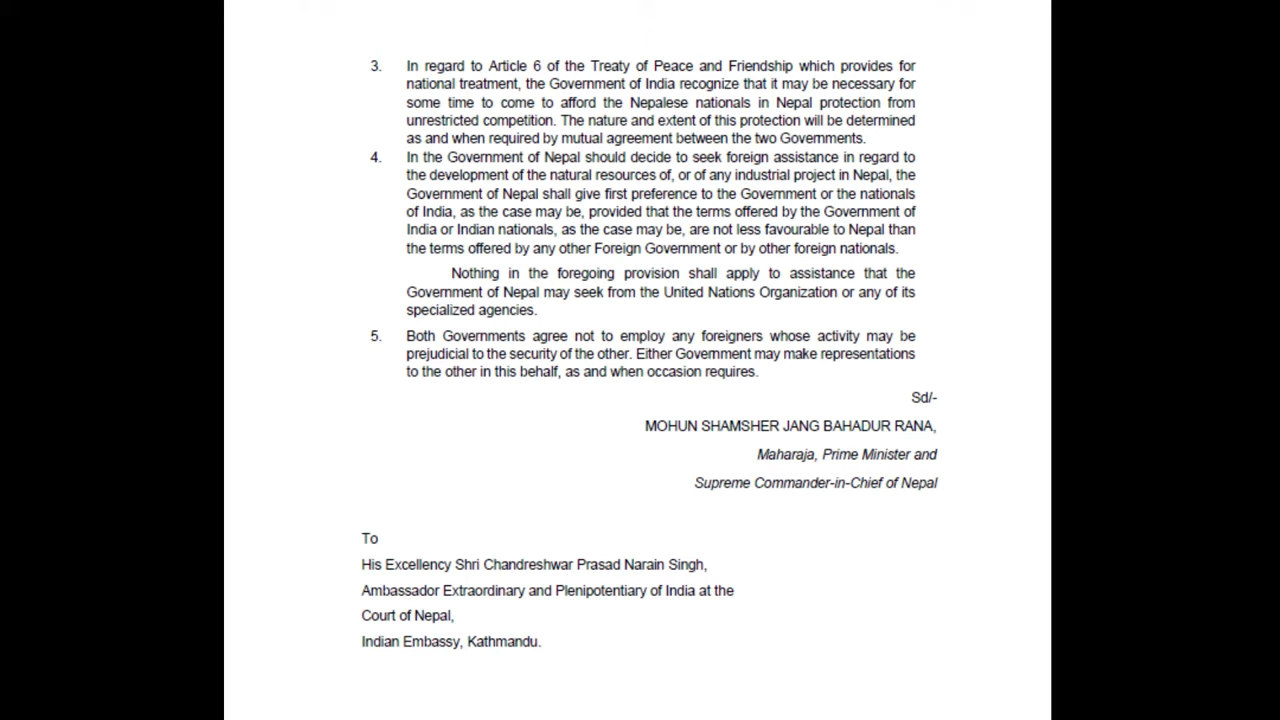 3. In regard to Article 6 of the Treaty of Peace and Friendship which provides for
national treatment, the Government of India recognize that it may be necessary for
some time to come to afford the Nepalese nationals in Nepal protection from
unrestricted competition. The nature and extent of this protection will be determined
as and when required by mutual agreement between the two Governments.
4. In the Government of Nepal should decide to seek foreign assistance in regard to
the development of the natural resources of, or of any industrial project in Nepal, the
Government of Nepal shall give first preference to the Government or the nationals
of India, as the case may be, provided that the terms offered by the Government of
India or Indian nationals, as the case may be, are not less favourable to Nepal than
the terms offered by any other Foreign Government or by other foreign nationals.
Nothing in the foregoing provision shall apply to assistance that the
Government of Nepal may seek from the United Nations Organization or any of its
specialized agencies.
5. Both Governments agree not to employ any foreigners whose activity may be
prejudicial to the security of the other. Either Government may make representations
to the other in this behalf, as and when occasion requires.
Sd/-
MOHUN SHAMSHER JANG BAHADUR RANA,
Maharaja, Prime Minister and
Supreme Commander-in-Chief of Nepal
To
His Excellency Shri Chandreshwar Prasad Narain Singh,
Ambassador Extraordinary and Plenipotentiary of India at the
Court of Nepal,
Indian Embassy, Kathmandu.